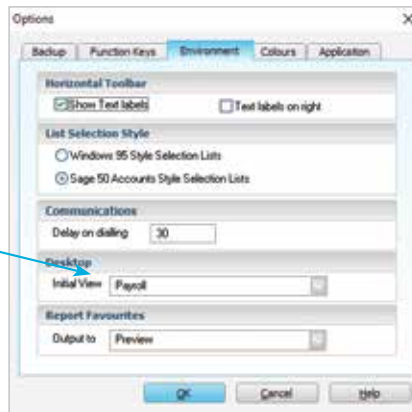 Options
Backup Function Keys Environment Colours Application
Horizontal Toolbar
Show Text labels Text labels on right
List Selection Style
Windows 95 Style Selection Lists
Sage 50 Accounts Style Selection Lists
Communications
Delay on dialling 30
Desktop
Initial View Payroll
Report Favourites
Output to Preview
OK Cancel Help